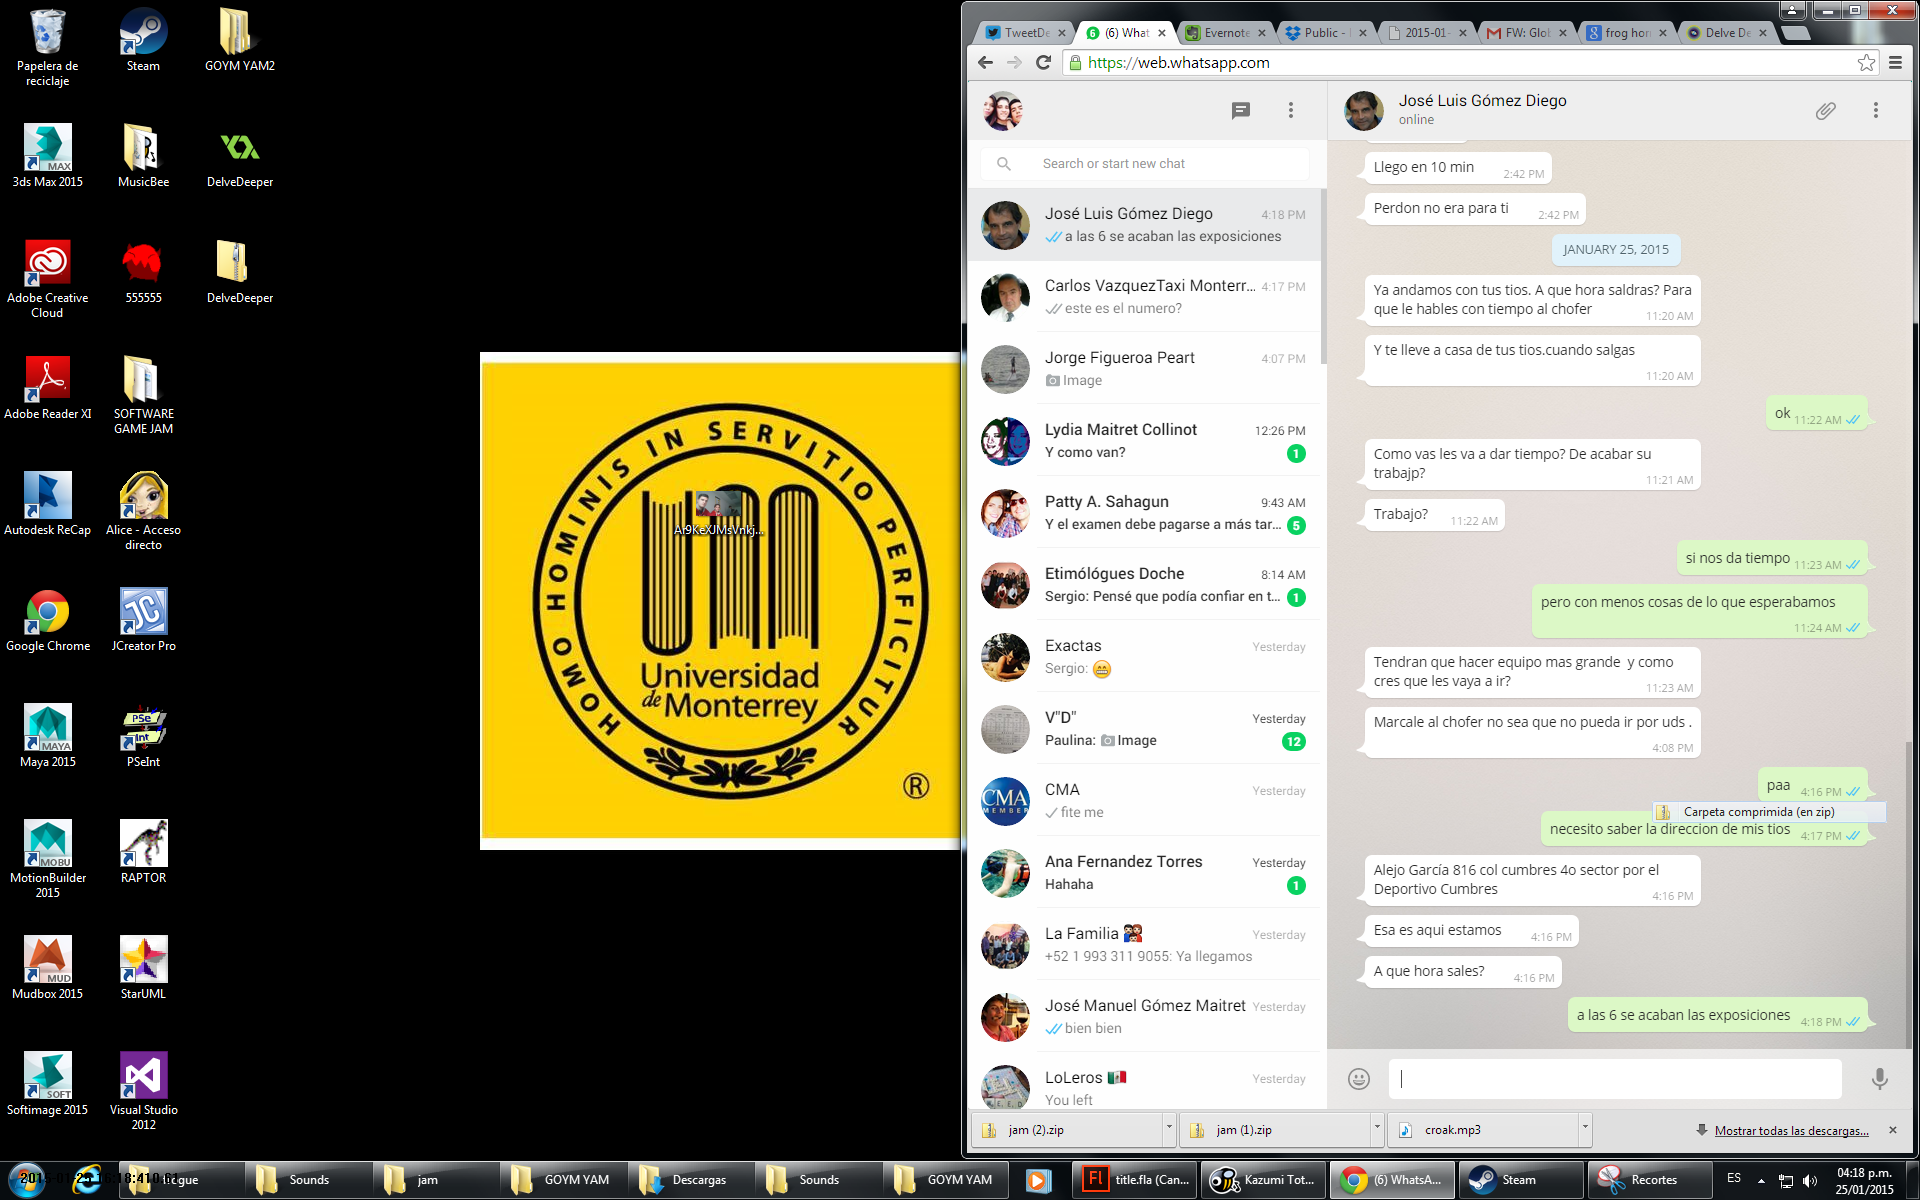 Papelera de
reciclaje
Steam
GOYM YAM2
3ds Max 2015
MusicBee
DelveDeeper
Adobe Creative
Cloud
555555
DelveDeeper
Adobe Reader XI
SOFTWARE
GAME JAM
Autodesk ReCap
Alice - Acceso
directo
Google Chrome
JCreator Pro
Maya 2015
PSeInt
MotionBuilder
2015
RAPTOR
Mudbox 2015
StarUML
Softimage 2015
Visual Studio
2012
HOMO HOMINIS IN SERVITIO PERFICITUR
Ar9KeXJMsVnkj...
Universidad
de Monterrey
®
TweetDe
(6) What
Evernote
Public -
2015-01-
FW: Glob
frog hor
Delve De
https://web.whatsapp.com
Search or start new chat
José Luis Gómez Diego
4:18 PM
a las 6 se acaban las exposiciones
Carlos VazquezTaxi Monterr...
4:17 PM
este es el numero?
Jorge Figueroa Peart
4:07 PM
Image
Lydia Maitret Collinot
12:26 PM
Y como van?
1
Patty A. Sahagun
9:43 AM
Y el examen debe pagarse a más tar...
5
Etimólógues Doche
8:14 AM
Sergio: Pensé que podía confiar en t...
1
Exactas
Yesterday
Sergio: 😁
V"D"
Yesterday
Paulina: Image
12
CMA
Yesterday
fite me
Ana Fernandez Torres
Yesterday
Hahaha
1
La Familia 👪
Yesterday
+52 1 993 311 9055: Ya llegamos
José Manuel Gómez Maitret
Yesterday
bien bien
LoLeros 🇲🇽
Yesterday
You left
José Luis Gómez Diego
online
Llego en 10 min
2:42 PM
Perdon no era para ti
2:42 PM
JANUARY 25, 2015
Ya andamos con tus tios. A que hora saldras? Para
que le hables con tiempo al chofer
11:20 AM
Y te lleve a casa de tus tios.cuando salgas
11:20 AM
ok
11:22 AM
Como vas les va a dar tiempo? De acabar su
trabajp?
11:21 AM
Trabajo?
11:22 AM
si nos da tiempo
11:23 AM
pero con menos cosas de lo que esperabamos
11:24 AM
Tendran que hacer equipo mas grande  y como
cres que les vaya a ir?
11:23 AM
Marcale al chofer no sea que no pueda ir por uds .
4:08 PM
paa
4:16 PM
Carpeta comprimida (en zip)
necesito saber la direccion de mis tios
4:17 PM
Alejo García 816 col cumbres 4o sector por el
Deportivo Cumbres
4:16 PM
Esa es aqui estamos
4:16 PM
A que hora sales?
4:16 PM
a las 6 se acaban las exposiciones
4:18 PM
jam (2).zip
jam (1).zip
croak.mp3
Mostrar todas las descargas...
Sounds
jam
GOYM YAM
Descargas
Sounds
GOYM YAM
title.fla (Can...
Kazumi Tot...
(6) WhatsA...
Steam
Recortes
ES
04:18 p.m.
25/01/2015